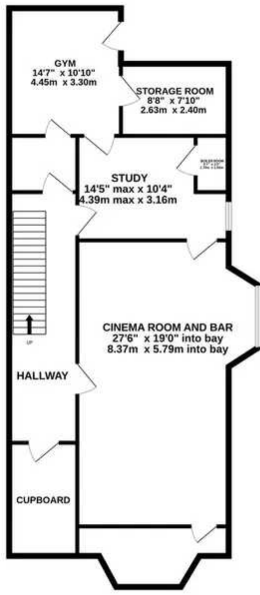 GYM
14'7" x 10'10"
4.45m x 3.30m
STORAGE ROOM
8'8" x 7'10"
2.63m x 2.40m
STUDY
14'5" max x 10'4"
4.39m max x 3.16m
CINEMA ROOM AND BAR
27'6" x 19'0" into bay
8.37m x 5.79m into bay
UP
HALLWAY
CUPBOARD